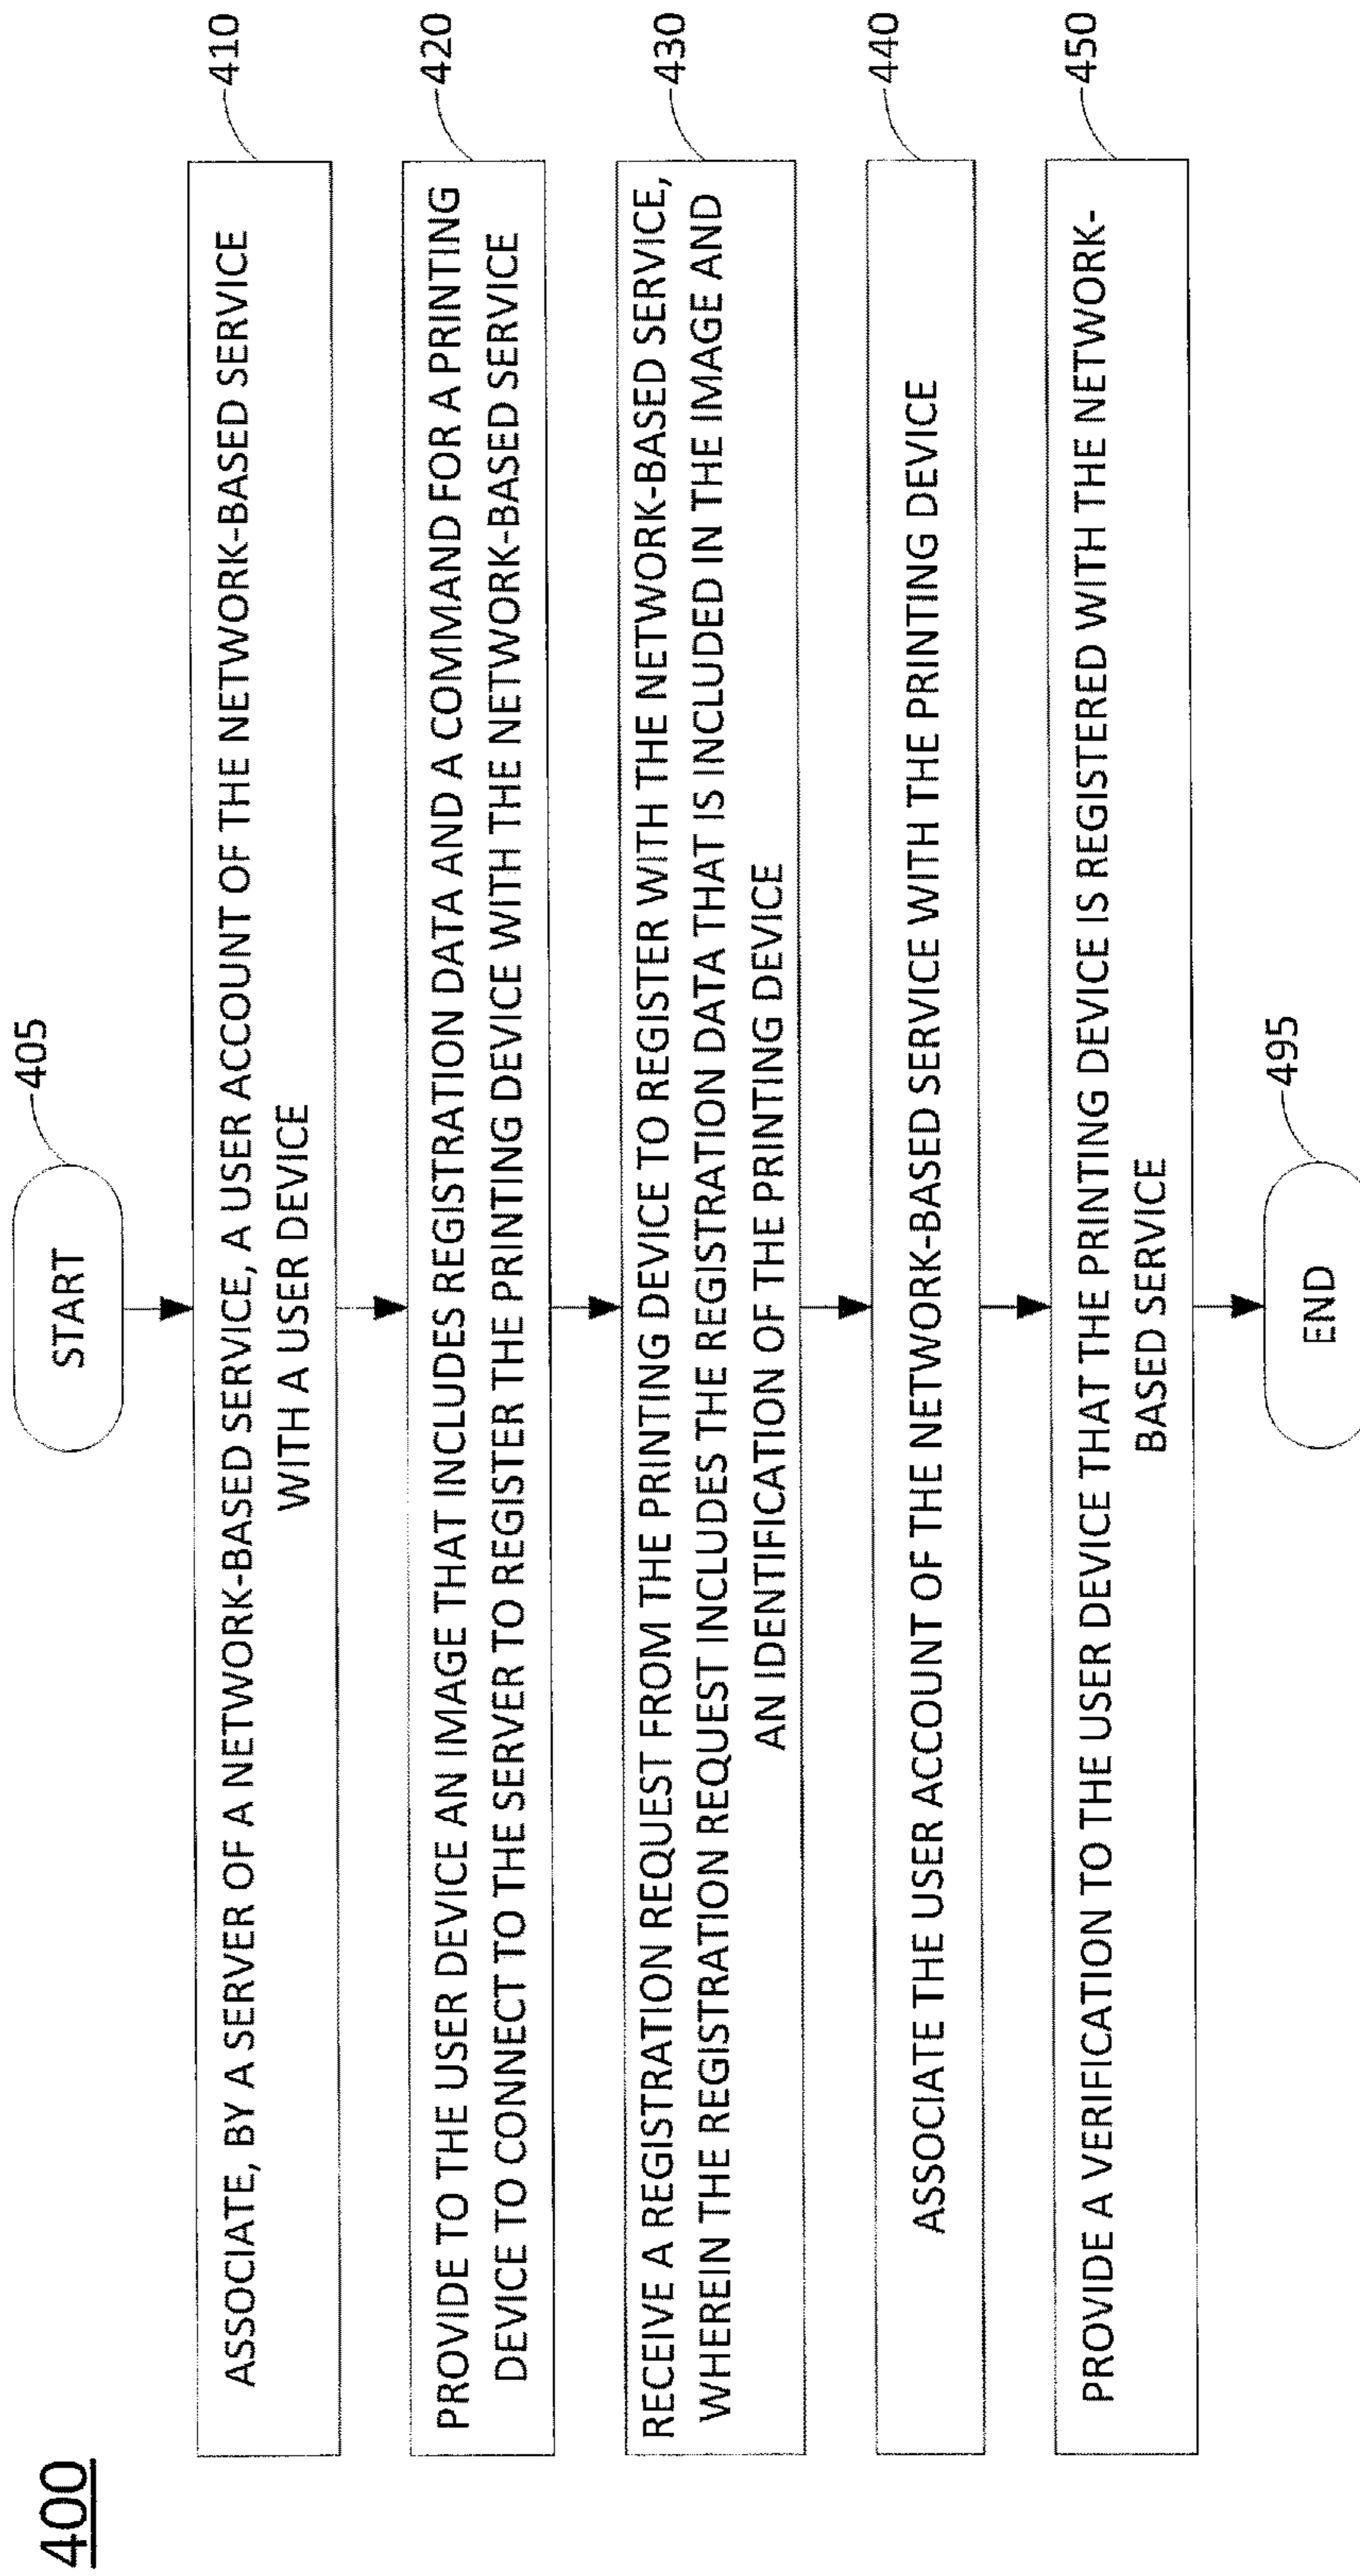 400
START
405
ASSOCIATE, BY A SERVER OF A NETWORK-BASED SERVICE, A USER ACCOUNT OF THE NETWORK-BASED SERVICE
WITH A USER DEVICE
410
PROVIDE TO THE USER DEVICE AN IMAGE THAT INCLUDES REGISTRATION DATA AND A COMMAND FOR A PRINTING
DEVICE TO CONNECT TO THE SERVER TO REGISTER THE PRINTING DEVICE WITH THE NETWORK-BASED SERVICE
420
RECEIVE A REGISTRATION REQUEST FROM THE PRINTING DEVICE TO REGISTER WITH THE NETWORK-BASED SERVICE,
WHEREIN THE REGISTRATION REQUEST INCLUDES THE REGISTRATION DATA THAT IS INCLUDED IN THE IMAGE AND
AN IDENTIFICATION OF THE PRINTING DEVICE
430
ASSOCIATE THE USER ACCOUNT OF THE NETWORK-BASED SERVICE WITH THE PRINTING DEVICE
440
PROVIDE A VERIFICATION TO THE USER DEVICE THAT THE PRINTING DEVICE IS REGISTERED WITH THE NETWORK-
BASED SERVICE
450
END
495